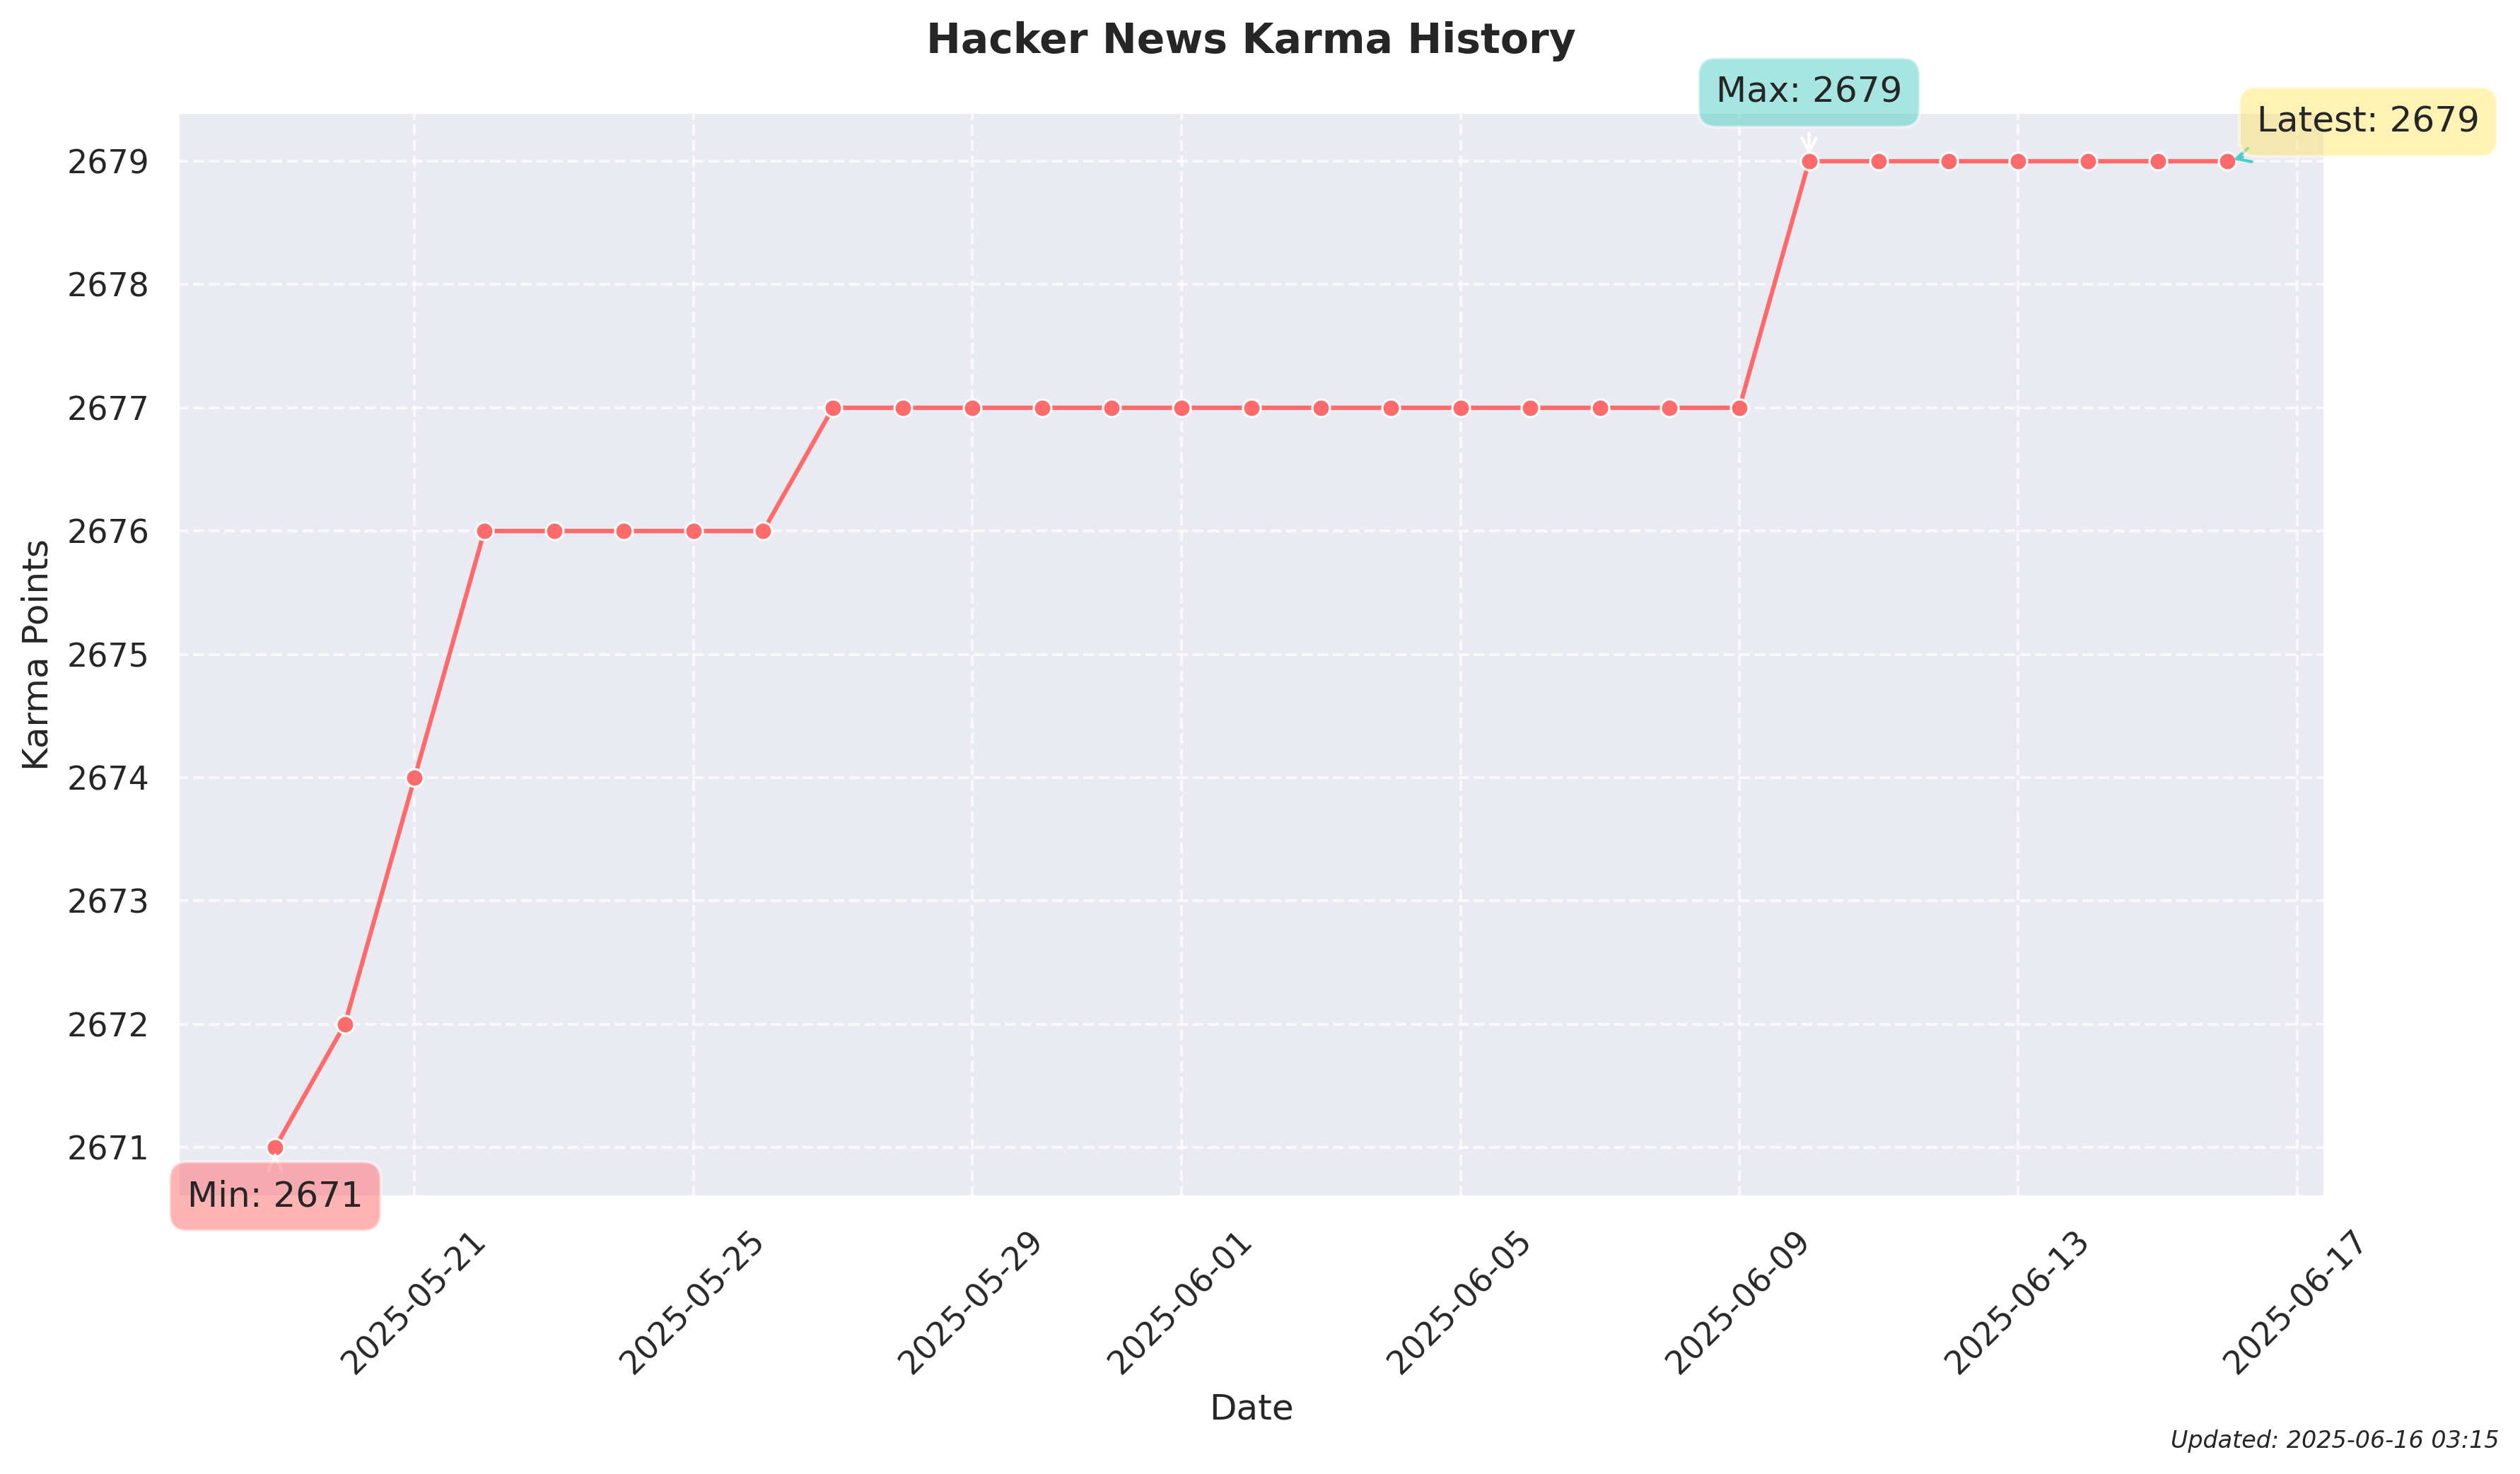 Hacker News Karma History
Max: 2679
Latest: 2679
2679
2678
2677
2676
2675
2674
2673
2672
2671
Karma Points
Min: 2671
2025-05-21
2025-05-25
2025-05-29
2025-06-01
2025-06-05
2025-06-09
2025-06-13
2025-06-17
Date
Updated: 2025-06-16 03:15